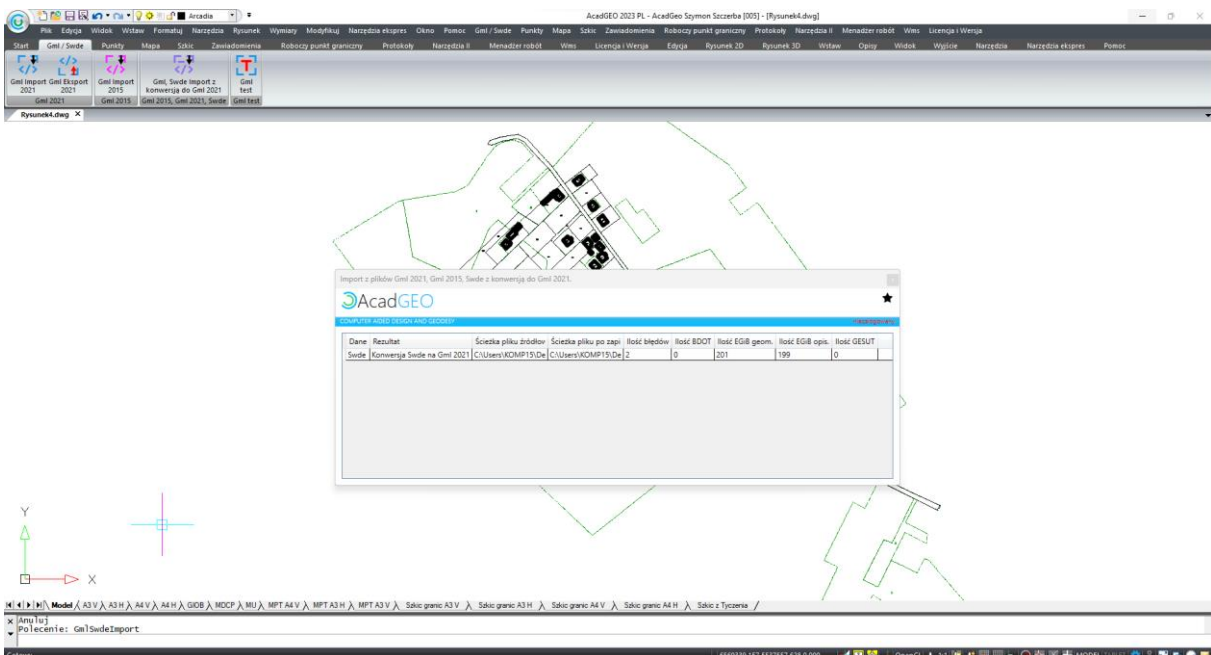 AcadGEO 2023 PL - AcadGeo Szymon Szczerba [005] - [Rysunek4.dwg]
Arcadia
Plik Edycja Widok Wstaw Formatuj Narzędzia Rysunek Wymiary Modyfikuj Narzędzia ekspres Okno Pomoc Gml / Swde Punkty Mapa Szkic Zawiadomienia Roboczy punkt graniczny Protokoły Narzędzia II Menadżer robót Wms Licencja i Wersja
Start Gml / Swde Punkty Mapa Szkic Zawiadomienia Roboczy punkt graniczny Protokoły Narzędzia II Menadżer robót Wms Licencja i Wersja Edycja Rysunek 2D Rysunek 3D Wstaw Opisy Widok Wyjście Narzędzia Narzędzia ekspres Pomoc
Gml Import 2021
Gml Eksport 2021
Gml Import 2015
Gml, Swde Import z konwersja do Gml 2021
Gml test
Gml 2021 Gml 2015 Gml 2015, Gml 2021, Swde Gml test
Rysunek4.dwg
Import z plików Gml 2021, Gml 2015, Swde z konwersją do Gml 2021.
AcadGEO
COMPUTER AIDED DESIGN AND GEODESY
Dane Rezultat Ścieżka pliku źródłow Ścieżka pliku po zapi Ilość błędów Ilość BDOT Ilość EGiB geom. Ilość EGiB opis. Ilość GESUT
Swde Konwersja Swde na Gml 2021 C:\Users\KOMP15\De C:\Users\KOMP15\De 2 0 201 199 0
Y
X
Model A3 V A3 H A4 V A4 H GIOB MDCP MU MPT A4 V MPT A3 H MPT A3 V Szkic granic A3 V Szkic granic A3 H Szkic granic A4 V Szkic granic A4 H Szkic z Tyczenia
Anuluj
Polecenie: GmlSwdeImport